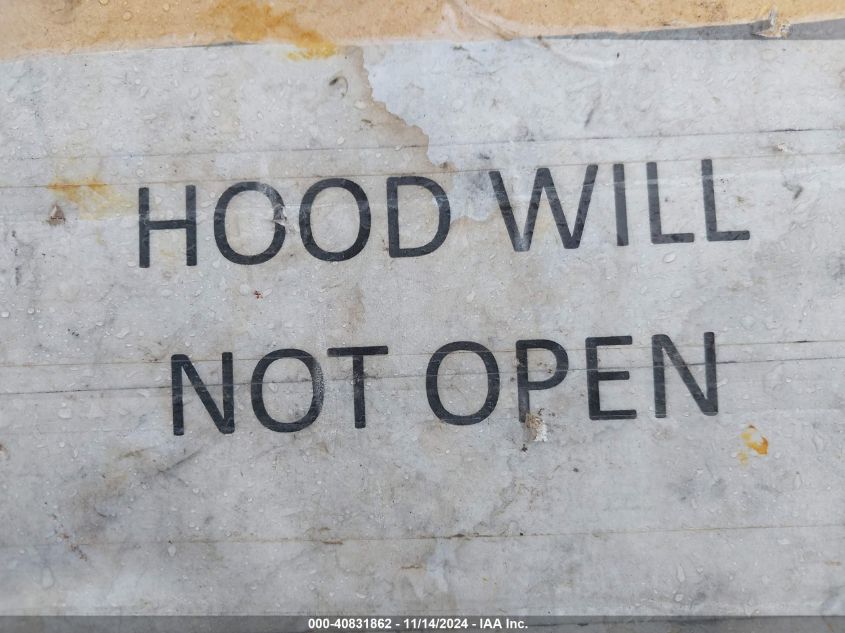 HOOD WILL
NOT OPEN
000-40831862 - 11/14/2024 - IAA Inc.